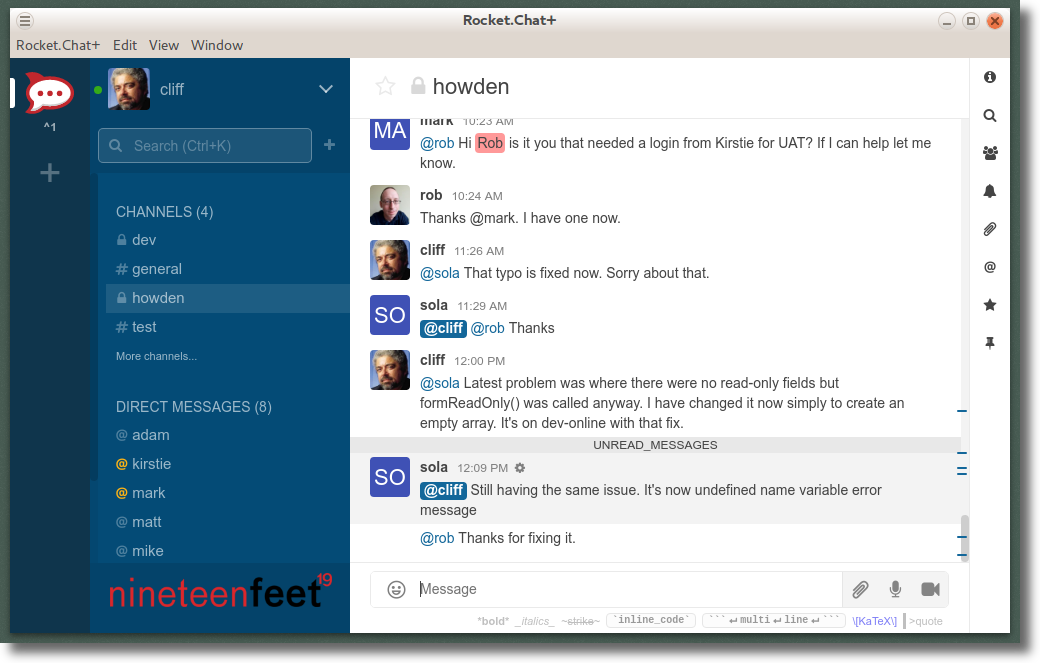 Rocket.Chat+
Rocket.Chat+ Edit View Window
^1
cliff
Search (Ctrl+K)
CHANNELS (4)
dev
# general
howden
# test
More channels...
DIRECT MESSAGES (8)
@ adam
@ kirstie
@ mark
@ matt
@ mike
nineteenfeet19
howden
MA
mark 10:23 AM
@rob Hi Rob is it you that needed a login from Kirstie for UAT? If I can help let me
know.
rob 10:24 AM
Thanks @mark. I have one now.
cliff 11:26 AM
@sola That typo is fixed now. Sorry about that.
SO
sola 11:29 AM
@cliff @rob Thanks
cliff 12:00 PM
@sola Latest problem was where there were no read-only fields but
formReadOnly() was called anyway. I have changed it now simply to create an
empty array. It's on dev-online with that fix.
UNREAD_MESSAGES
SO
sola 12:09 PM
@cliff Still having the same issue. It's now undefined name variable error
message
@rob Thanks for fixing it.
Message
*bold* _italics_ ~strike~ `inline_code` ```↵multi↵line↵``` \[KaTeX\] >quote
@